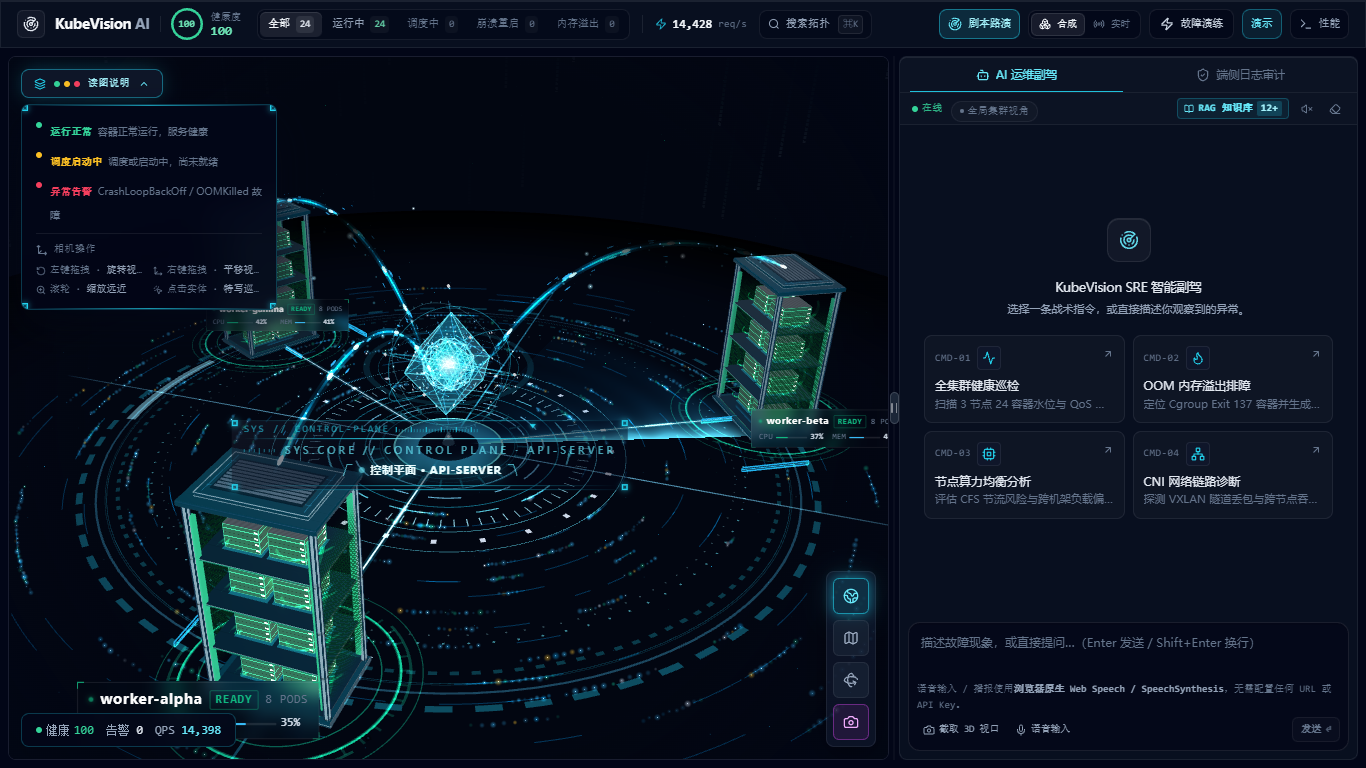 KubeVision AI
100
健康度
100
全部 24
运行中 24
调度中 0
崩溃重启 0
内存溢出 0
14,428 req/s
搜索拓扑 ⌘K
剧本路演
合成
实时
故障演练
演示
性能
读图说明
运行正常 容器正常运行，服务健康
调度启动中 调度或启动中，尚未就绪
异常告警 CrashLoopBackOff / OOMKilled 故
障
相机操作
左键拖拽 · 旋转视…
右键拖拽 · 平移视…
滚轮 · 缩放远近
点击实体 · 特写巡…
worker-gamma READY 8 PODS
CPU 42% MEM 41%
worker-beta READY 8 PC
CPU 37% MEM 4
SYS // CONTROL-PLANE
SYS.CORE // CONTROL PLANE · API-SERVER
控制平面 • API-SERVER
worker-alpha READY 8 PODS
35%
健康 100 告警 0 QPS 14,398
AI 运维副驾
端侧日志审计
在线
全局集群视角
RAG 知识库 12+
KubeVision SRE 智能副驾
选择一条战术指令，或直接描述你观察到的异常。
CMD-01
全集群健康巡检
扫描 3 节点 24 容器水位与 QoS …
CMD-02
OOM 内存溢出排障
定位 Cgroup Exit 137 容器并生成…
CMD-03
节点算力均衡分析
评估 CFS 节流风险与跨机架负载偏…
CMD-04
CNI 网络链路诊断
探测 VXLAN 隧道丢包与跨节点吞…
描述故障现象，或直接提问…（Enter 发送 / Shift+Enter 换行）
语音输入 / 播报使用浏览器原生 Web Speech / SpeechSynthesis，无需配置任何 URL 或
API Key。
截取 3D 视口
语音输入
发送